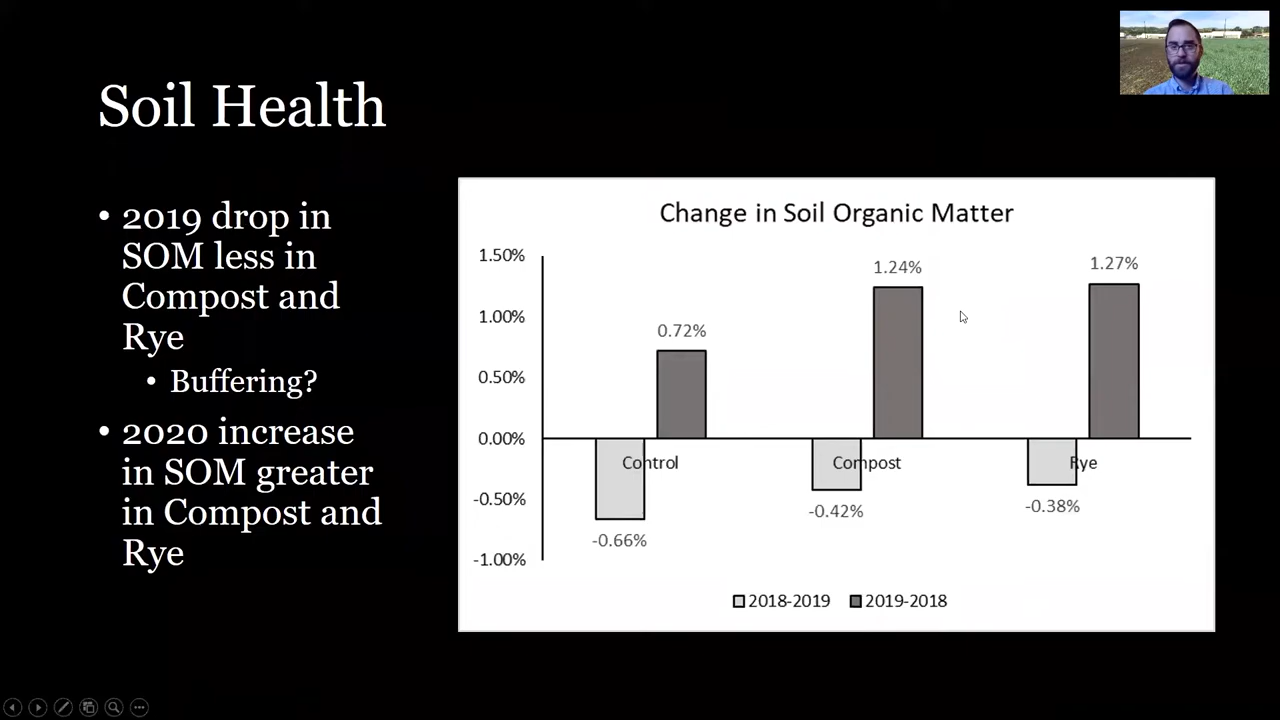 Soil Health
• 2019 drop in
SOM less in
Compost and
Rye
• Buffering?
• 2020 increase
in SOM greater
in Compost and
Rye
Change in Soil Organic Matter
1.50%
1.00%
0.50%
0.00%
-0.50%
-1.00%
0.72%
1.24%
1.27%
Control
Compost
Rye
-0.66%
-0.42%
-0.38%
2018-2019
2019-2018